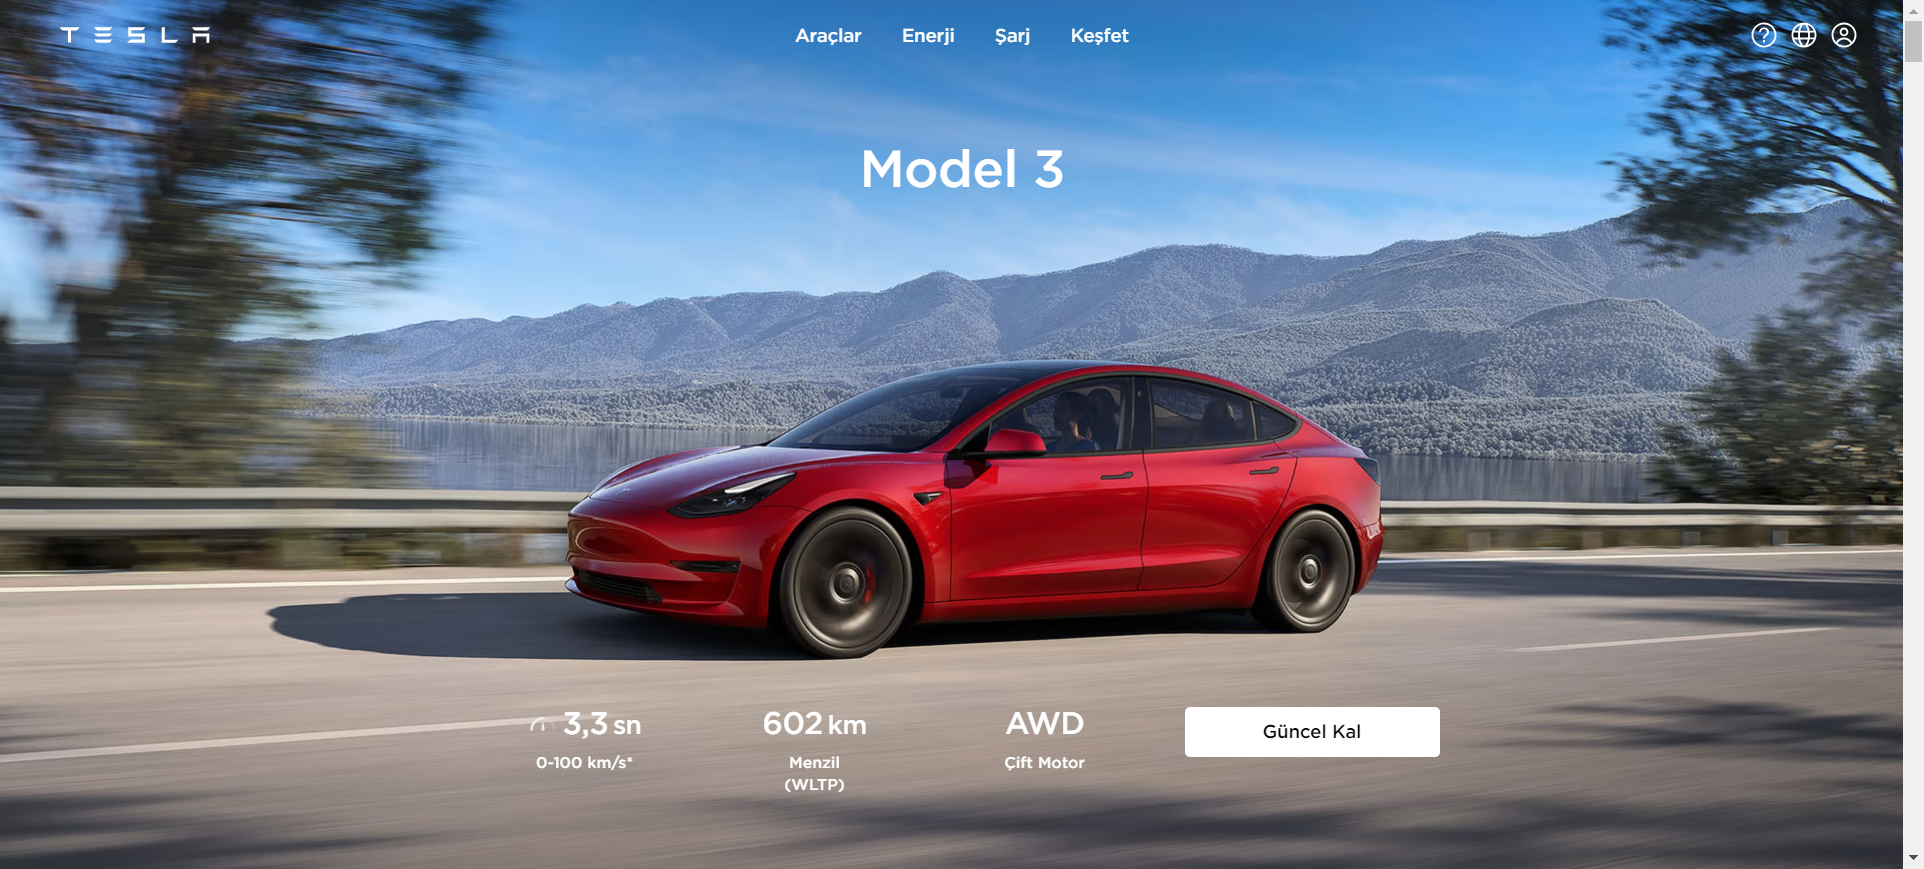 TESLA
Araçlar Enerji Şarj Keşfet
Model 3
3,3 sn
0-100 km/s*
602 km
Menzil
(WLTP)
AWD
Çift Motor
Güncel Kal